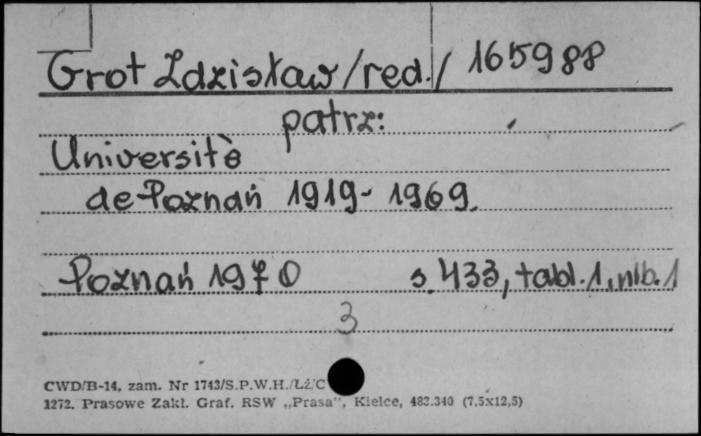 Grot Zdzisław /red./ 165988
patrz:
Universitè
de Poznań 1919-1969.
Poznań 1970 s. 433, tabl. 1, nlb. 1
3
CWD/B-14, zam. Nr 1743/S.P.W.H./Łż/C
1272. Prasowe Zakł. Graf. RSW „Prasa", Kielce, 482.340 (7,5x12,5)